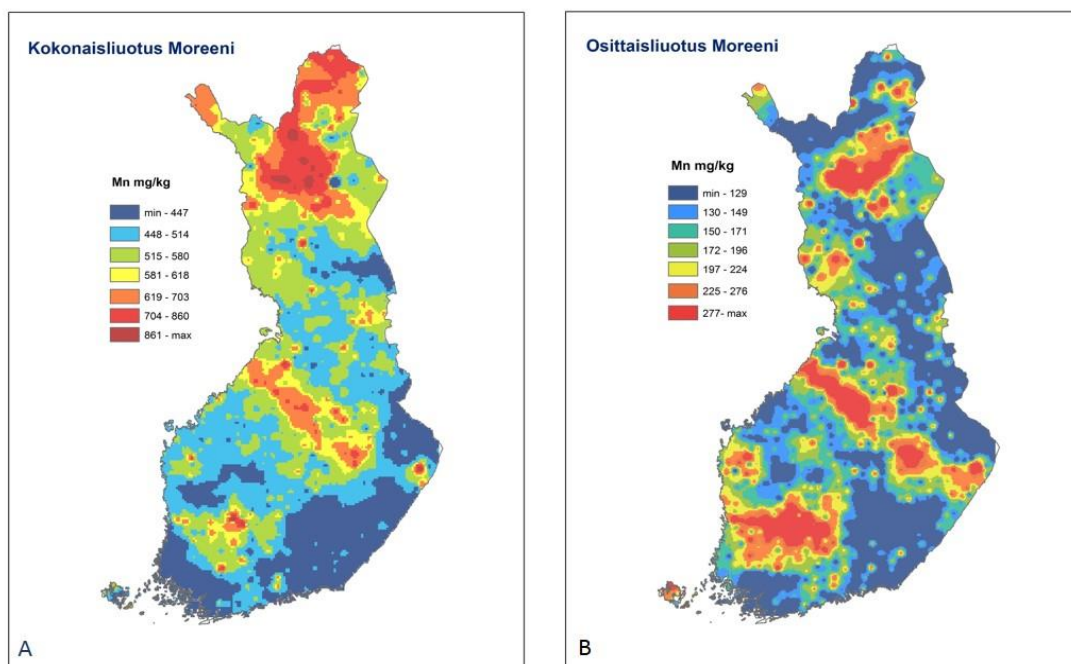 Kokonaisliuotus Moreeni
Mn mg/kg
min - 447
448 - 514
515 - 580
581 - 618
619 - 703
704 - 860
861 - max
A
Osittaisliuotus Moreeni
Mn mg/kg
min - 129
130 - 149
150 - 171
172 - 196
197 - 224
225 - 276
277- max
B